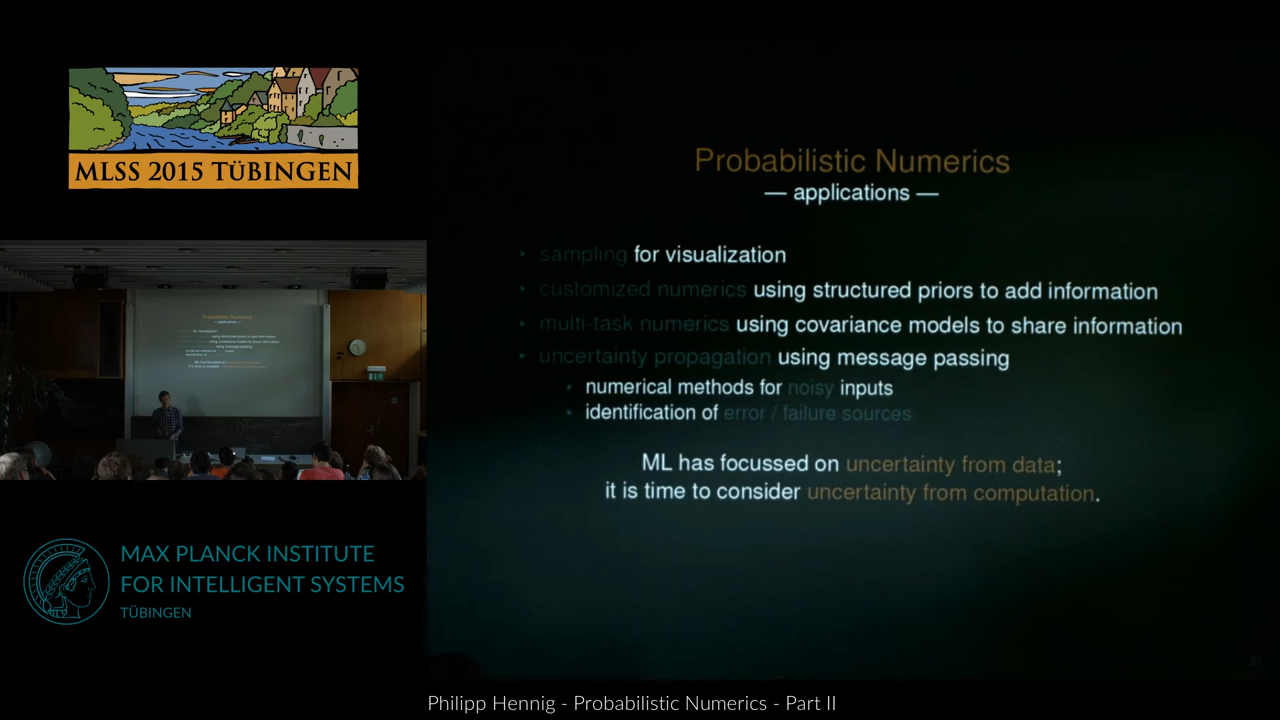 MLSS 2015 TÜBINGEN
MAX PLANCK INSTITUTE
FOR INTELLIGENT SYSTEMS
TÜBINGEN
Probabilistic Numerics
— applications —
‣ sampling for visualization
‣ customized numerics using structured priors to add information
‣ multi-task numerics using covariance models to share information
‣ uncertainty propagation using message passing
‣ numerical methods for noisy inputs
‣ identification of error / failure sources
ML has focussed on uncertainty from data;
it is time to consider uncertainty from computation.
Philipp Hennig - Probabilistic Numerics - Part II